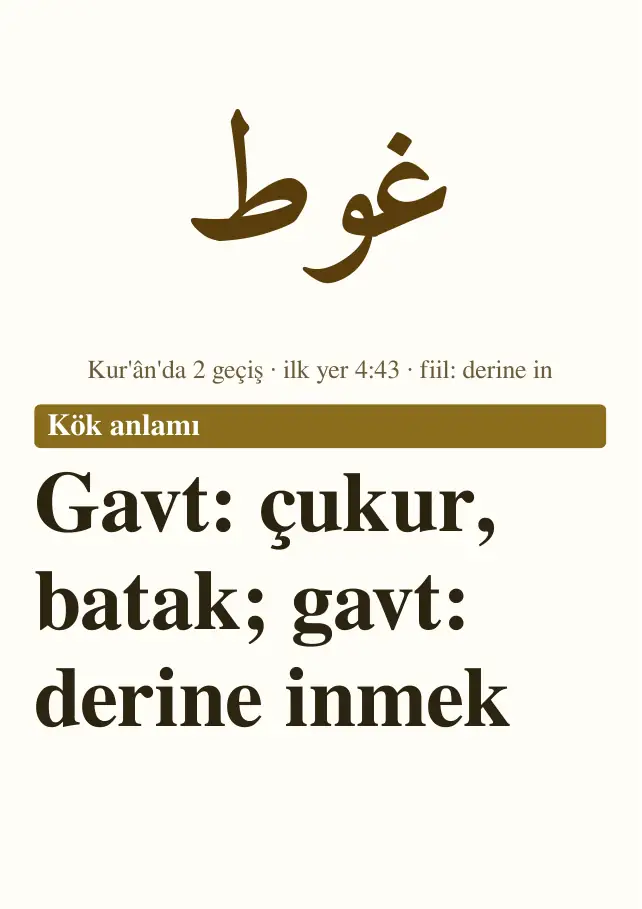 غوط
Kur'ân'da 2 geçiş · ilk yer 4:43 · fiil: derine in
Kök anlamı
Gavt: çukur,
batak; gavt:
derine inmek